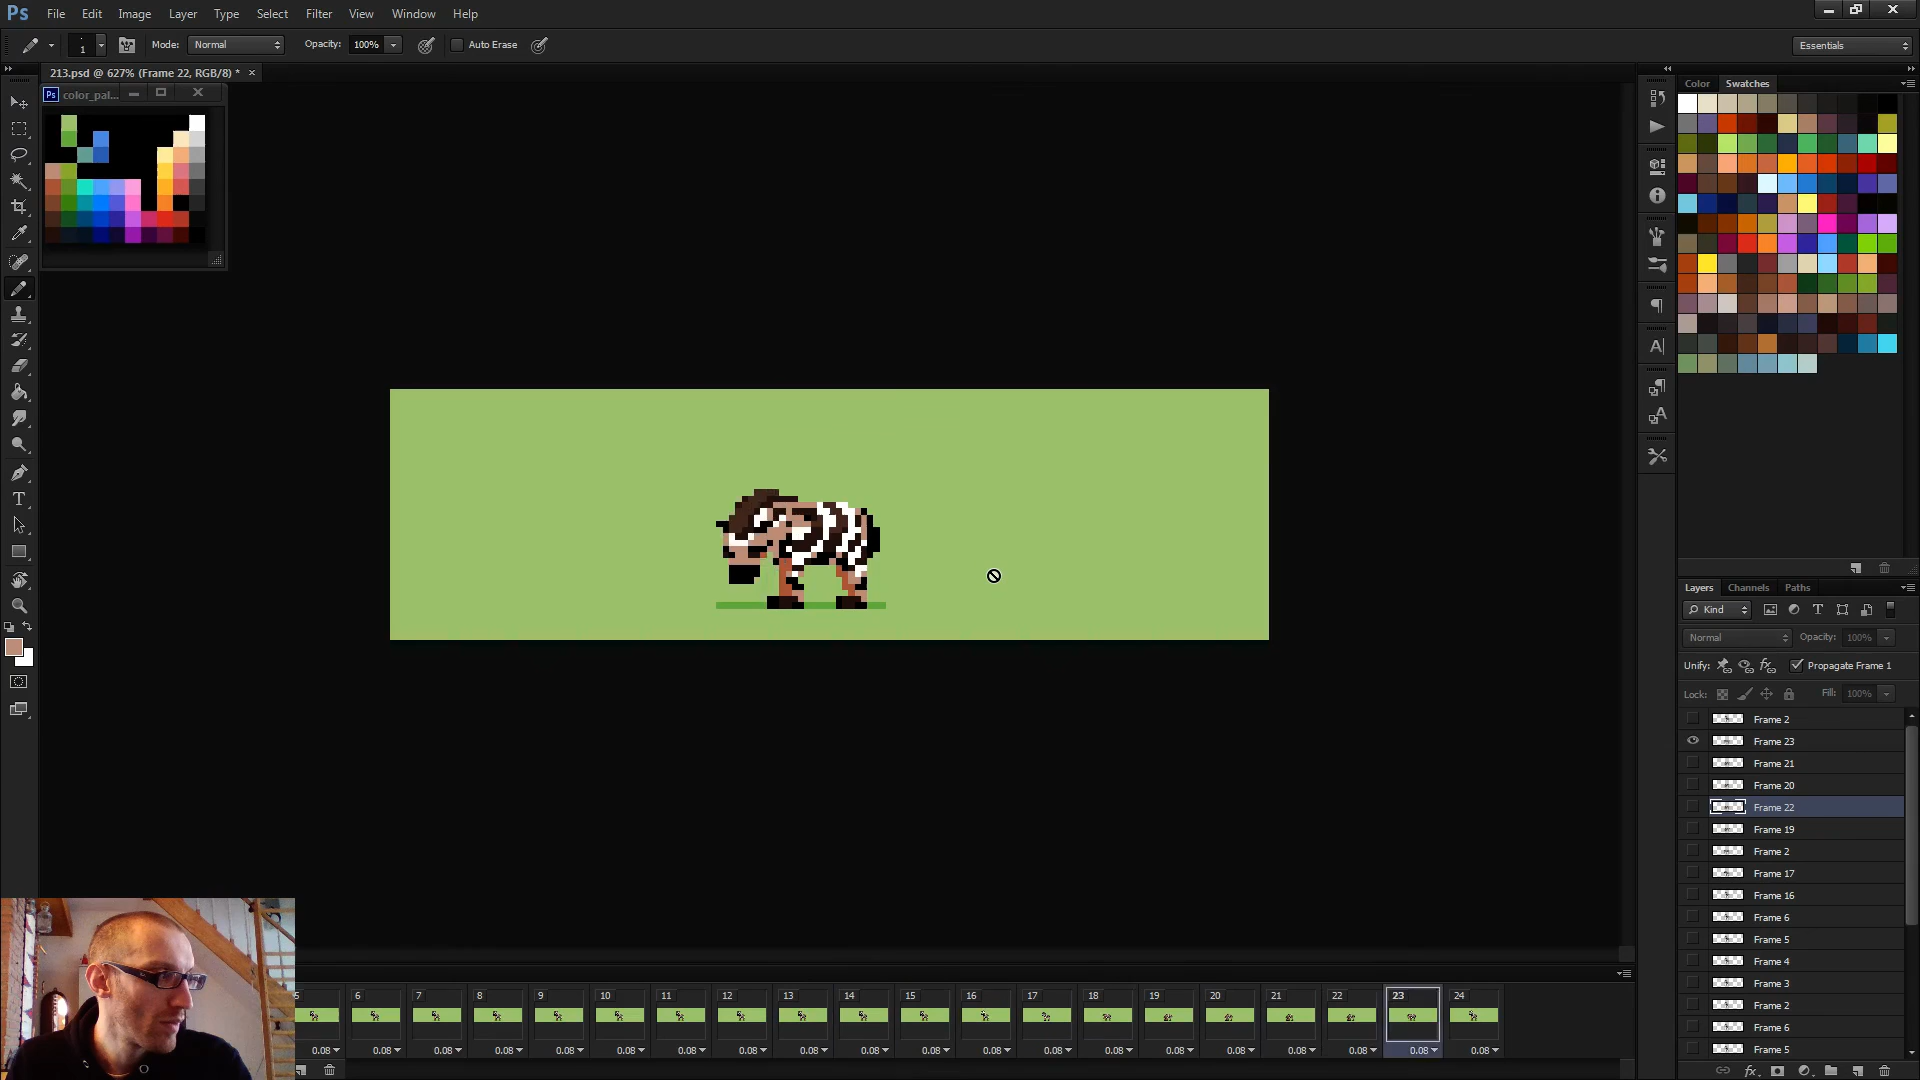 Ps File Edit Image Layer Type Select Filter 3D View Window Help
1 Mode: Normal Opacity: 100% Auto Erase Essentials
213.psd @ 627% (Frame 22, RGB/8) * ×
Ps color_pal...
Color Swatches
Layers Channels Paths
Kind
Normal Opacity: 100%
Unify: Propagate Frame 1
Lock: Fill: 100%
Frame 2
Frame 23
Frame 21
Frame 20
Frame 22
Frame 19
Frame 2
Frame 17
Frame 16
Frame 6
Frame 5
Frame 4
Frame 3
Frame 2
Frame 6
Frame 5
5 6 7 8 9 10 11 12 13 14 15 16 17 18 19 20 21 22 23 24
0.08 0.08 0.08 0.08 0.08 0.08 0.08 0.08 0.08 0.08 0.08 0.08 0.08 0.08 0.08 0.08 0.08 0.08 0.08 0.08